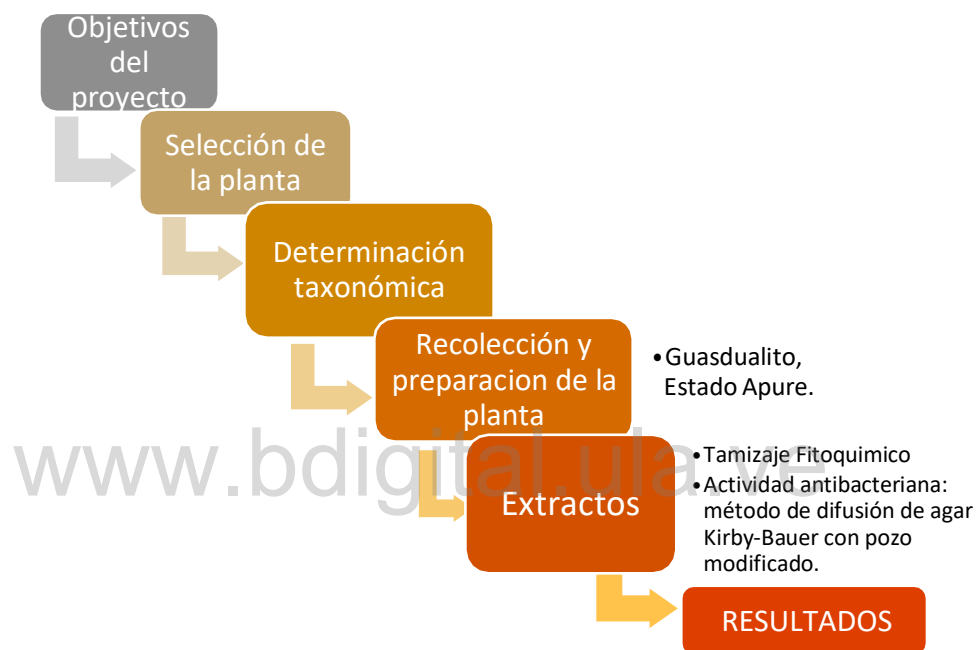 Objetivos
del
proyecto
Selección de
la planta
Determinación
taxonómica
Recolección y
preparacion de la
planta
•Guasdualito,
Estado Apure.
www.bdigital.ula.ve
Extractos
•Tamizaje Fitoquimico
•Actividad antibacteriana:
método de difusión de agar
Kirby-Bauer con pozo
modificado.
RESULTADOS